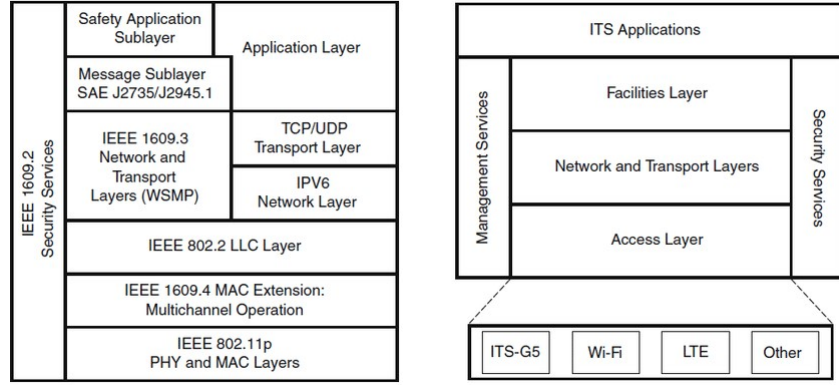 Safety Application
Sublayer
Application Layer
Message Sublayer
SAE J2735/J2945.1
IEEE 1609.2
Security Services
IEEE 1609.3
Network and
Transport
Layers (WSMP)
TCP/UDP
Transport Layer
IPV6
Network Layer
IEEE 802.2 LLC Layer
IEEE 1609.4 MAC Extension:
Multichannel Operation
IEEE 802.11p
PHY and MAC Layers
ITS Applications
Management Services
Facilities Layer
Network and Transport Layers
Access Layer
Security Services
ITS-G5
Wi-Fi
LTE
Other